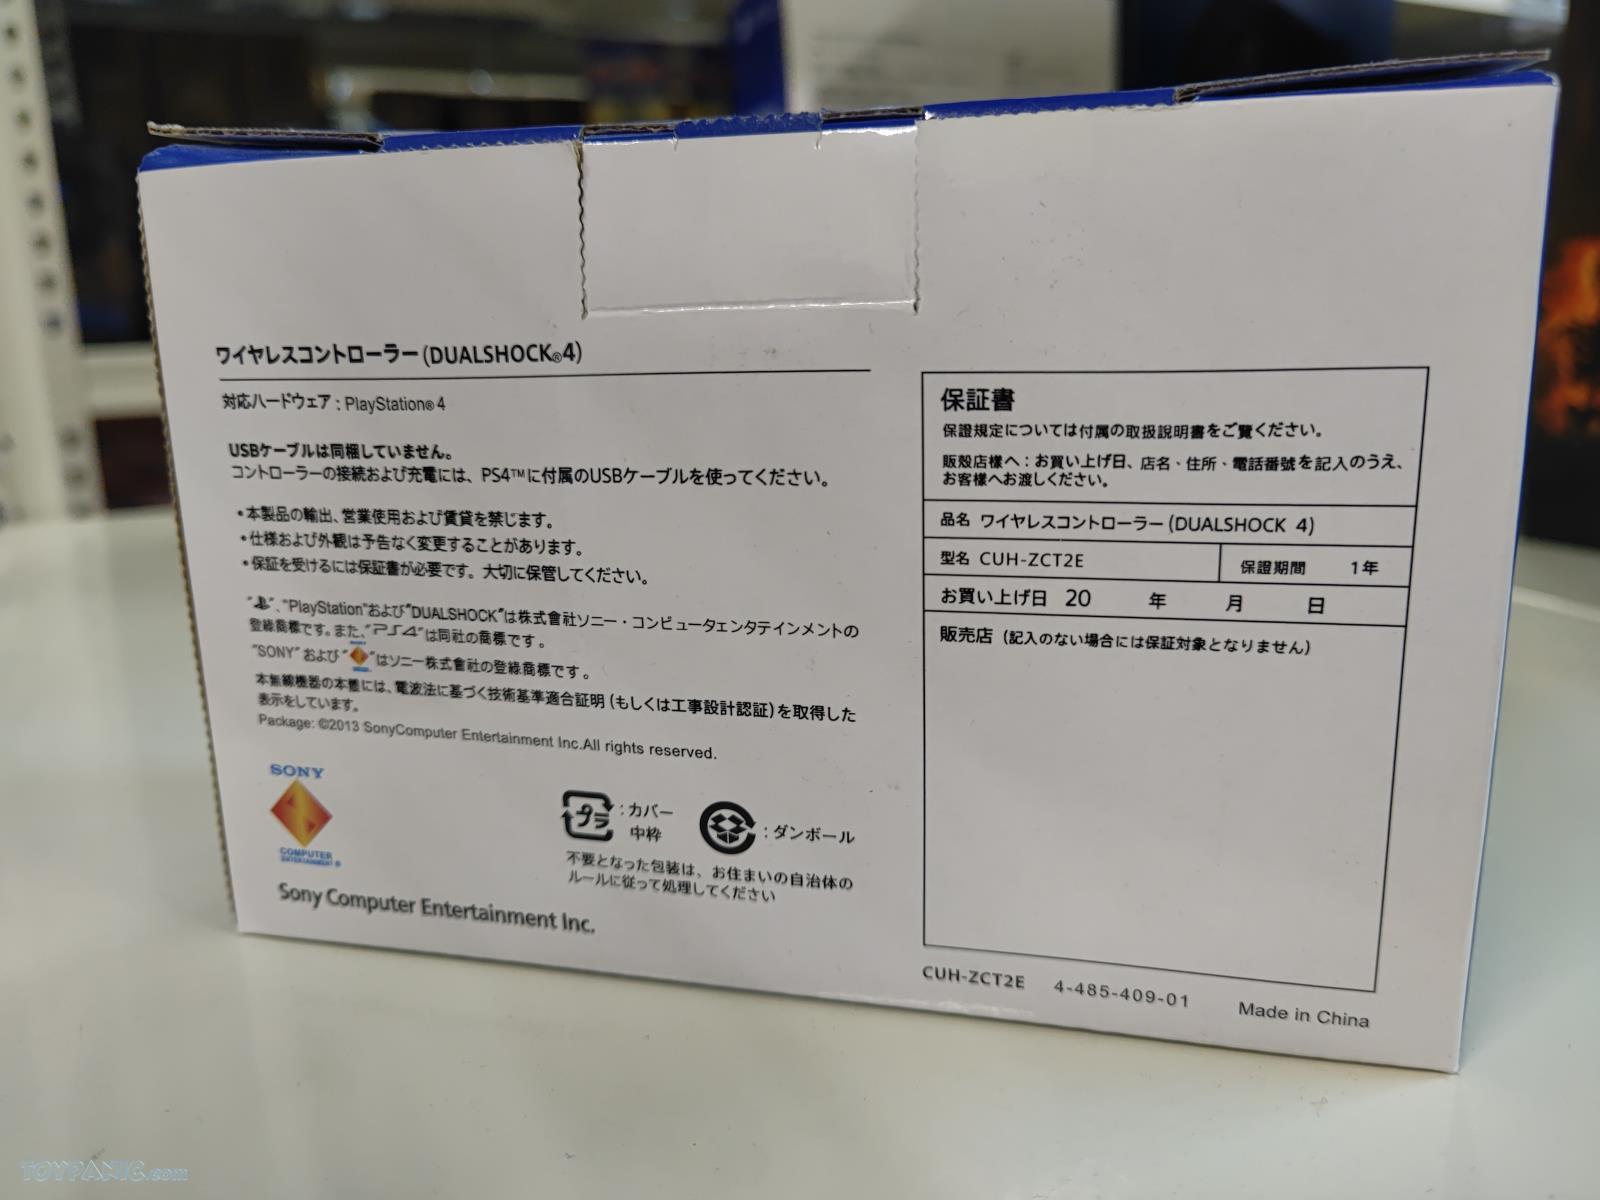 ワイヤレスコントローラー(DUALSHOCK®4)
対応ハードウェア：PlayStation®4
USBケーブルは同梱していません。
コントローラーの接続および充電には、PS4™に付属のUSBケーブルを使ってください。
•本製品の輸出、営業使用および賃貸を禁じます。
•仕様および外観は予告なく変更することがあります。
•保証を受けるには保証書が必要です。大切に保管してください。
"", "PlayStation"および"DUALSHOCK"は株式會社ソニー・コンピュータェンタテインメントの
登録商標です。また、"PS4"は同社の商標です。
"SONY"および""はソニー株式會社の登録商標です。
本無線機器の本體には、電波法に基づく技術基準適合証明(もしくは工事設計認証)を取得した
表示をしています。
Package: ©2013 SonyComputer Entertainment Inc.All rights reserved.
SONY
COMPUTER
ENTERTAINMENT®
Sony Computer Entertainment Inc.
プラ：カバー
中枠
：ダンボール
不要となった包装は、お住まいの自治体の
ルールに従って処理してください
保証書
保證規定については付属の取扱説明書をご覽ください。
販殻店様へ：お買い上げ日、店名・住所・電話番號を記入のうえ、
お客様へお渡しください。
品名 ワイヤレスコントローラー(DUALSHOCK 4)
型名 CUH-ZCT2E 保證期間 1年
お買い上げ日 20 年 月 日
販売店（記入のない場合には保証対象となりません）
CUH-ZCT2E 4-485-409-01 Made in China
TOYPANIC.com